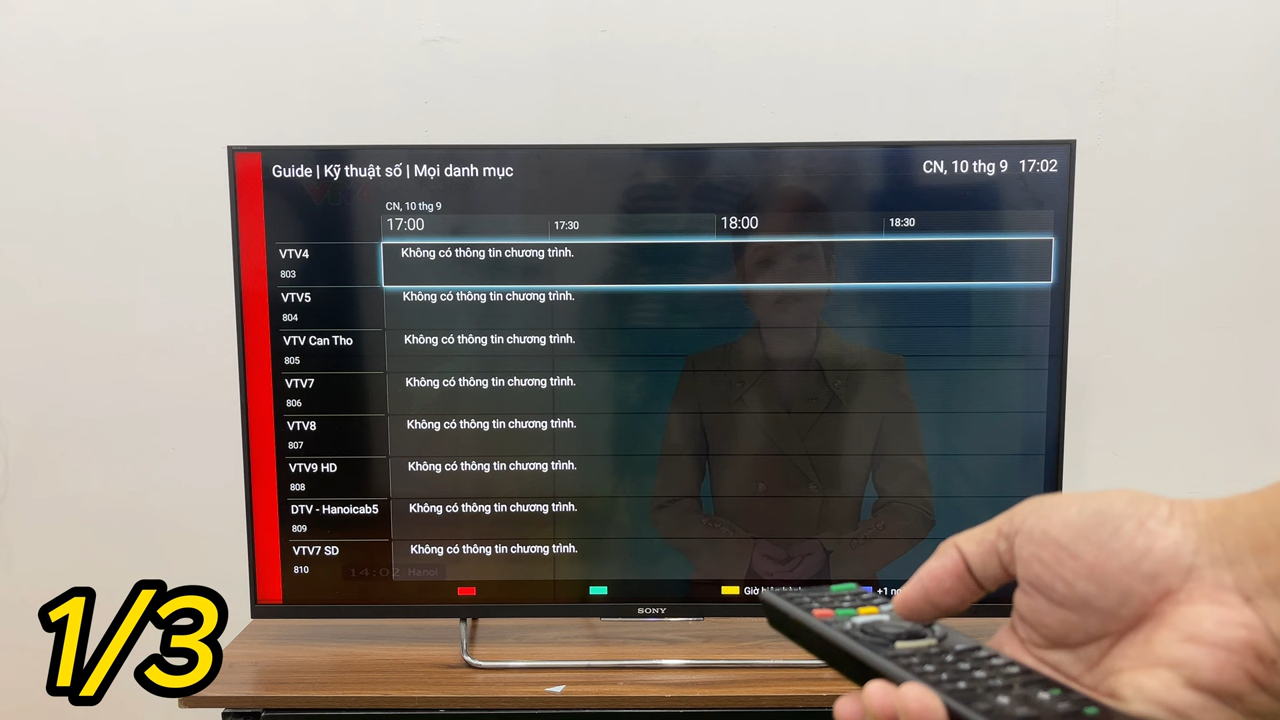 Guide | Kỹ thuật số | Mọi danh mục
CN, 10 thg 9 17:02
CN, 10 thg 9
17:00 17:30 18:00 18:30
VTV4 Không có thông tin chương trình.
803
VTV5 Không có thông tin chương trình.
804
VTV Can Tho Không có thông tin chương trình.
805
VTV7 Không có thông tin chương trình.
806
VTV8 Không có thông tin chương trình.
807
VTV9 HD Không có thông tin chương trình.
808
DTV - Hanoicab5 Không có thông tin chương trình.
809
VTV7 SD Không có thông tin chương trình.
810
14:02 Hanoi
Giờ +1
SONY
1/3